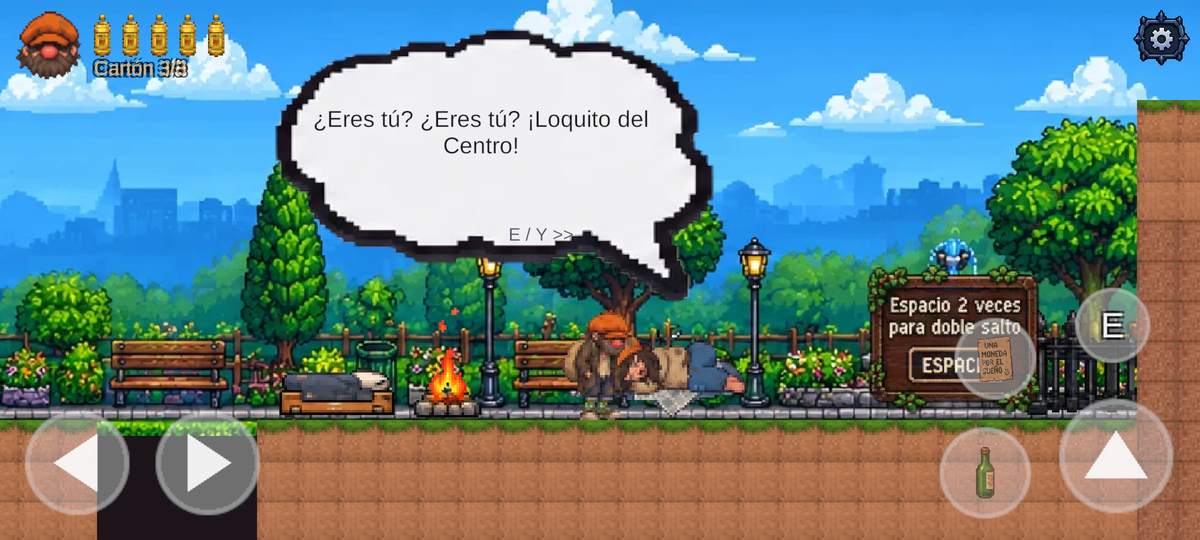 Cartón 3/3
¿Eres tú? ¿Eres tú? ¡Loquito del
Centro!
E / Y >>
Espacio 2 veces
para doble salto
ESPACI
UNA
MONEDA
POR EL
SUEÑO
E